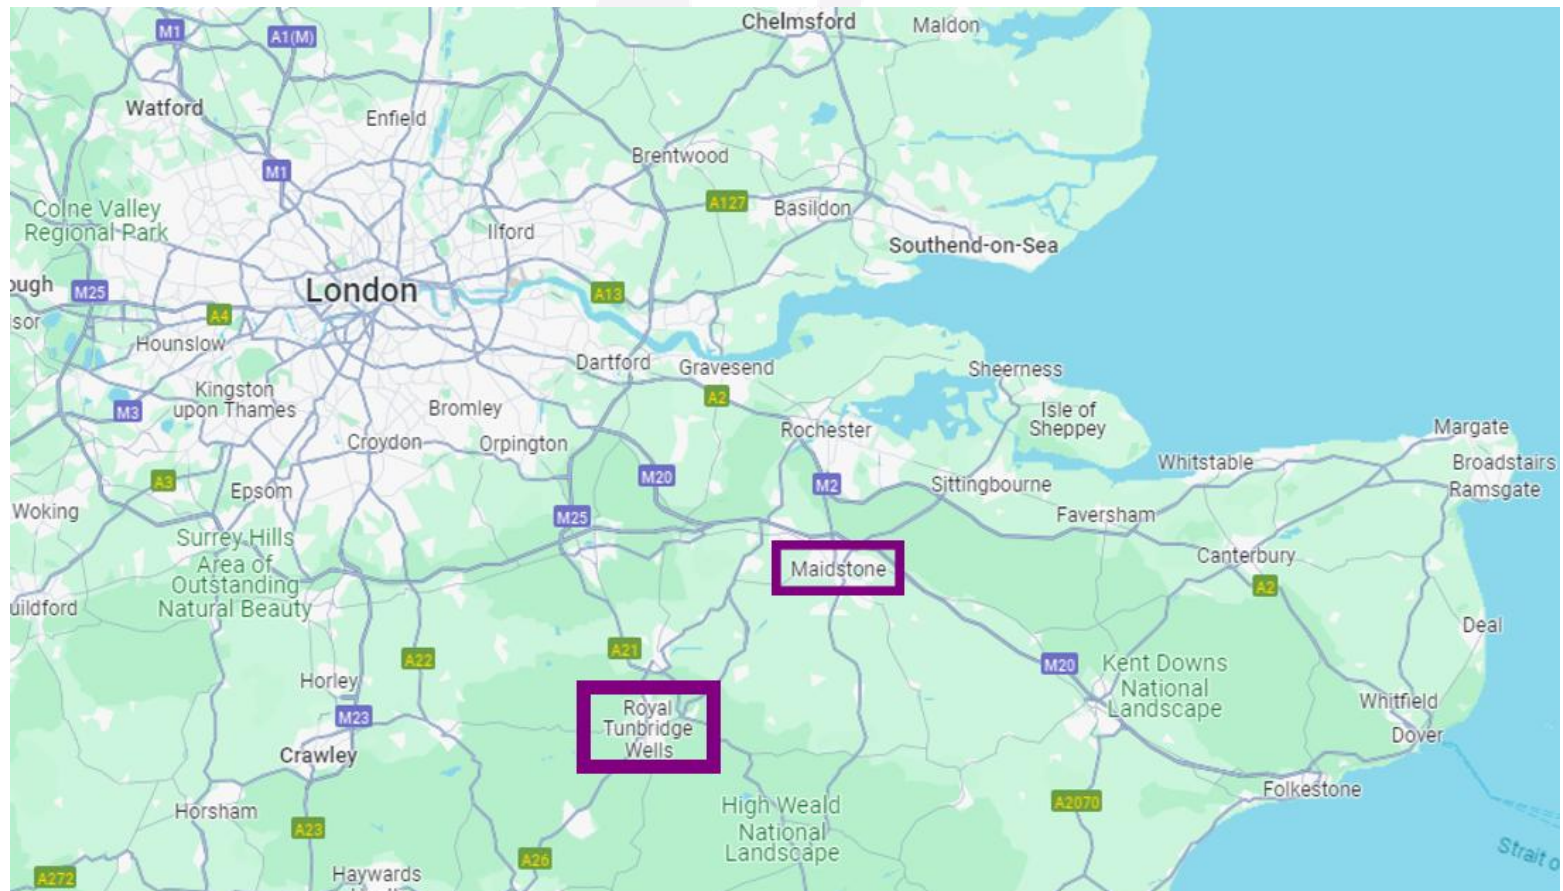 Chelmsford
Maldon
M1
A1(M)
Watford
Enfield
Brentwood
M1
A127
Basildon
Colne Valley
Regional Park
Ilford
Southend-on-Sea
ough
M25
London
A13
A4
sor
Hounslow
Dartford
Gravesend
Sheerness
Kingston
upon Thames
M3
Bromley
A2
Isle of
Sheppey
Croydon
Orpington
Rochester
Margate
A3
Epsom
M20
M2
Sittingbourne
Whitstable
Broadstairs
Ramsgate
Woking
M25
Faversham
Surrey Hills
Area of
Outstanding
Natural Beauty
Maidstone
Canterbury
A2
uildford
Deal
A22
A21
M20
Kent Downs
National
Landscape
Horley
M23
Royal
Tunbridge
Wells
Whitfield
Dover
Crawley
Folkestone
Horsham
A23
High Weald
National
Landscape
A2070
A26
Strait o
A272
Haywards